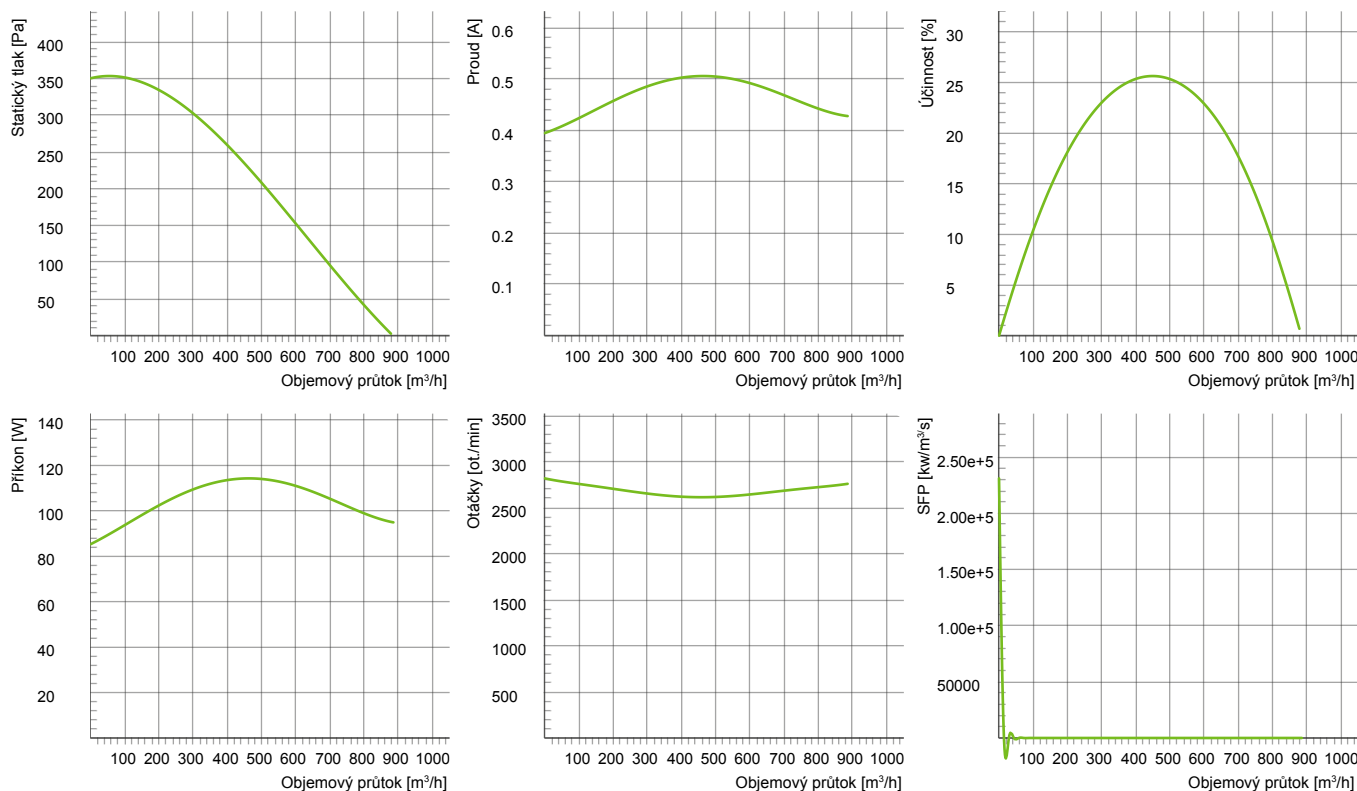 Statický tlak [Pa]
400
350
300
250
200
150
100
50
100 200 300 400 500 600 700 800 900 1000
Objemový průtok [m³/h]
Proud [A]
0.6
0.5
0.4
0.3
0.2
0.1
100 200 300 400 500 600 700 800 900 1000
Objemový průtok [m³/h]
Účinnost [%]
30
25
20
15
10
5
100 200 300 400 500 600 700 800 900 1000
Objemový průtok [m³/h]
Příkon [W]
140
120
100
80
60
40
20
100 200 300 400 500 600 700 800 900 1000
Objemový průtok [m³/h]
Otáčky [ot./min]
3500
3000
2500
2000
1500
1000
500
100 200 300 400 500 600 700 800 900 1000
Objemový průtok [m³/h]
SFP [kw/m³/s]
2.50e+5
2.00e+5
1.50e+5
1.00e+5
50000
100 200 300 400 500 600 700 800 900 1000
Objemový průtok [m³/h]